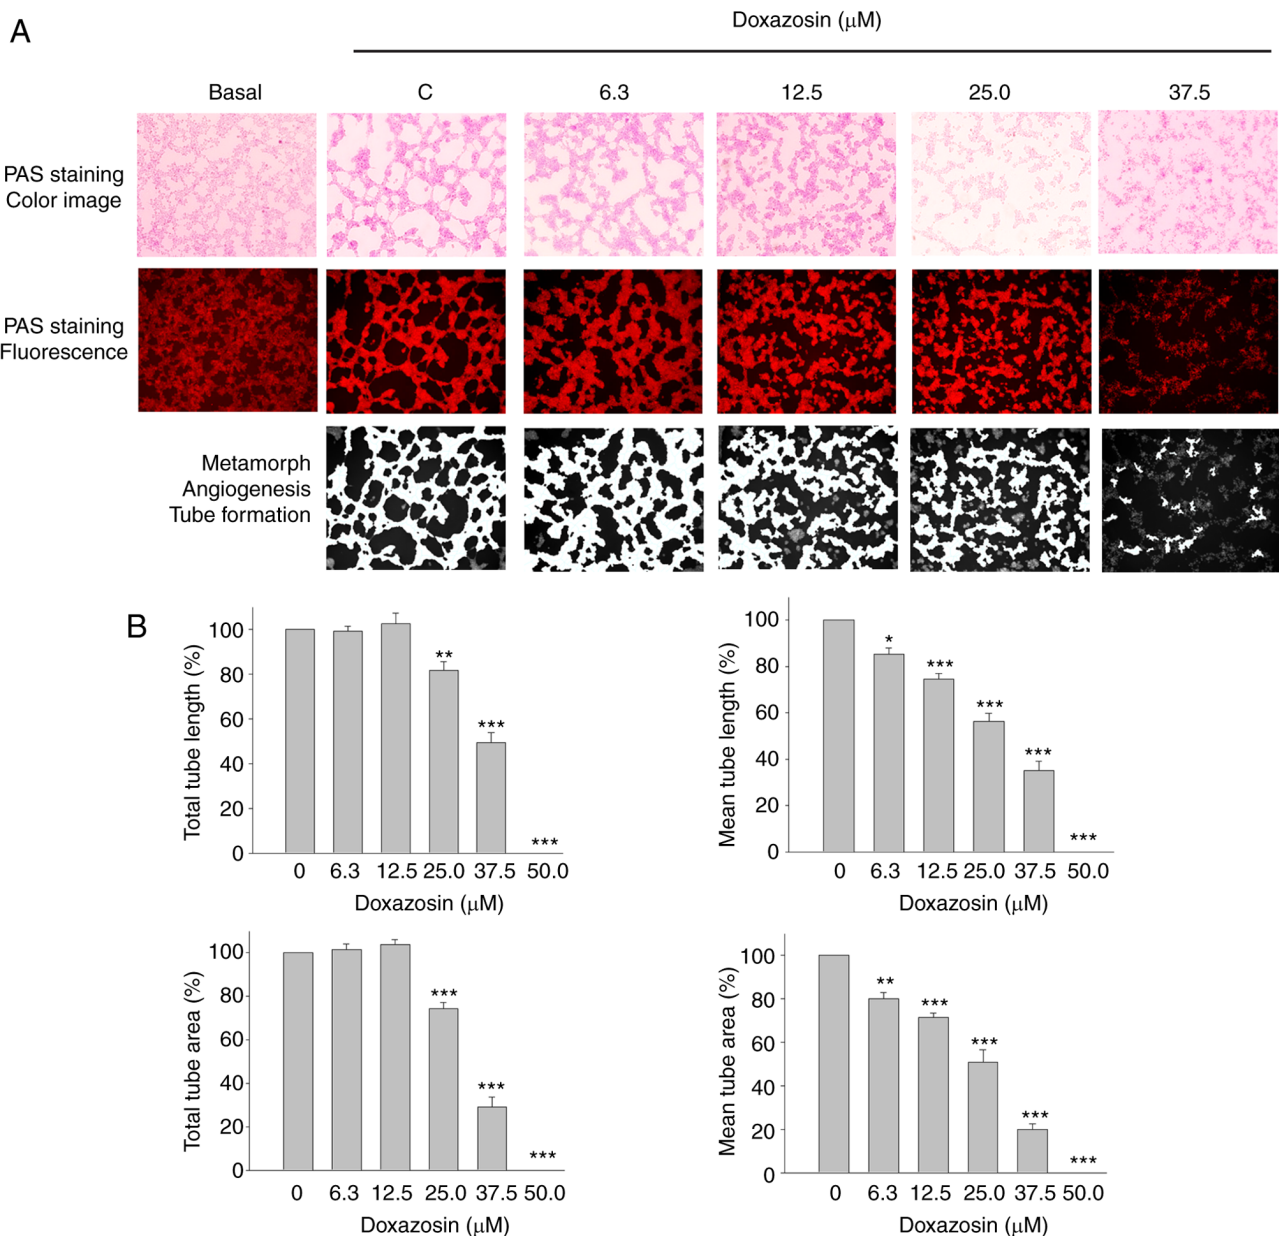 A
Doxazosin (μM)
Basal C 6.3 12.5 25.0 37.5
PAS staining
Color image
PAS staining
Fluorescence
Metamorph
Angiogenesis
Tube formation
B
Total tube length (%)
100
80
60
40
20
0
**
***
***
0 6.3 12.5 25.0 37.5 50.0
Doxazosin (μM)
Mean tube length (%)
100
80
60
40
20
0
*
***
***
***
***
0 6.3 12.5 25.0 37.5 50.0
Doxazosin (μM)
Total tube area (%)
100
80
60
40
20
0
***
***
***
0 6.3 12.5 25.0 37.5 50.0
Doxazosin (μM)
Mean tube area (%)
100
80
60
40
20
0
**
***
***
***
***
0 6.3 12.5 25.0 37.5 50.0
Doxazosin (μM)